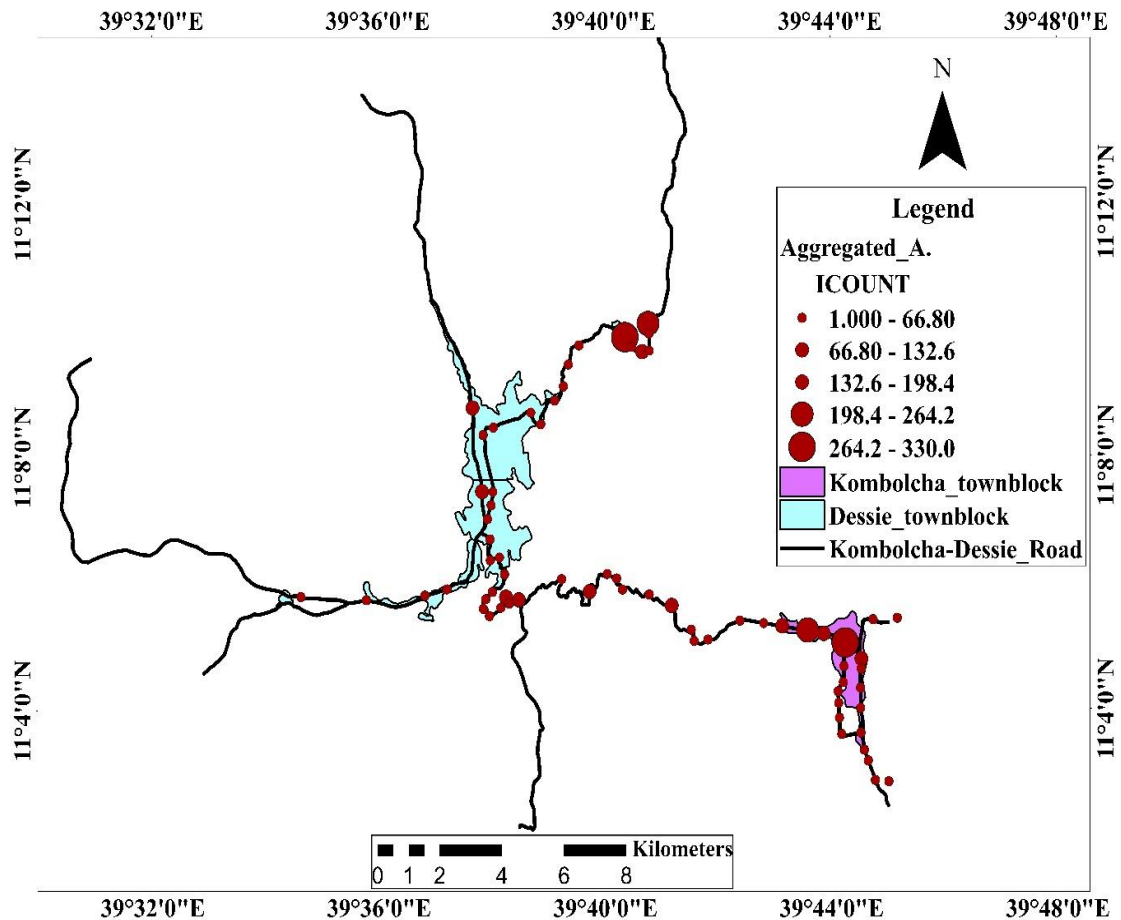 39°32'0"E 39°36'0"E 39°40'0"E 39°44'0"E 39°48'0"E
N
11°12'0"N 11°12'0"N
Legend
Aggregated_A.
ICOUNT
1.000 - 66.80
66.80 - 132.6
132.6 - 198.4
198.4 - 264.2
264.2 - 330.0
Kombolcha_townblock
Dessie_townblock
Kombolcha-Dessie_Road
11°8'0"N 11°8'0"N
11°4'0"N 11°4'0"N
Kilometers
0 1 2 4 6 8
39°32'0"E 39°36'0"E 39°40'0"E 39°44'0"E 39°48'0"E